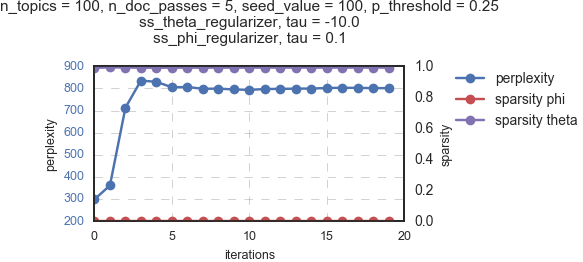 n_topics = 100, n_doc_passes = 5, seed_value = 100, p_threshold = 0.25
ss_theta_regularizer, tau = -10.0
ss_phi_regularizer, tau = 0.1
900
800
700
600
500
400
300
200
perplexity
0
5
10
15
20
iterations
1.0
0.8
0.6
0.4
0.2
0.0
sparsity
perplexity
sparsity phi
sparsity theta